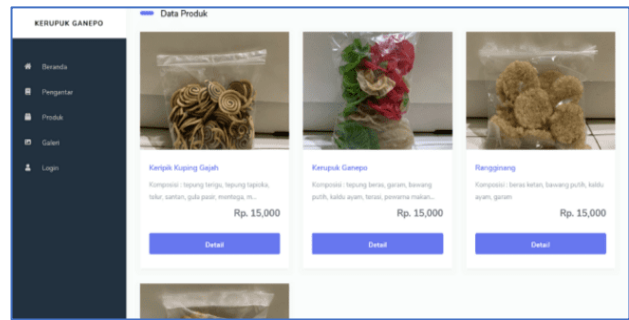 KERUPUK GANEPO
Beranda
Pengantar
Produk
Galeri
Login
Data Produk
Keripik Kuping Gajah
Komposisi : tepung terigu, tepung tapioka,
telur, santan, gula pasir, mentega, m...
Rp. 15,000
Detail
Kerupuk Ganepo
Komposisi : tepung beras, garam, bawang
putih, kaldu ayam, terasi, pewarna makan...
Rp. 15,000
Detail
Rangginang
Komposisi : beras ketan, bawang putih, kaldu
ayam, garam
Rp. 15,000
Detail